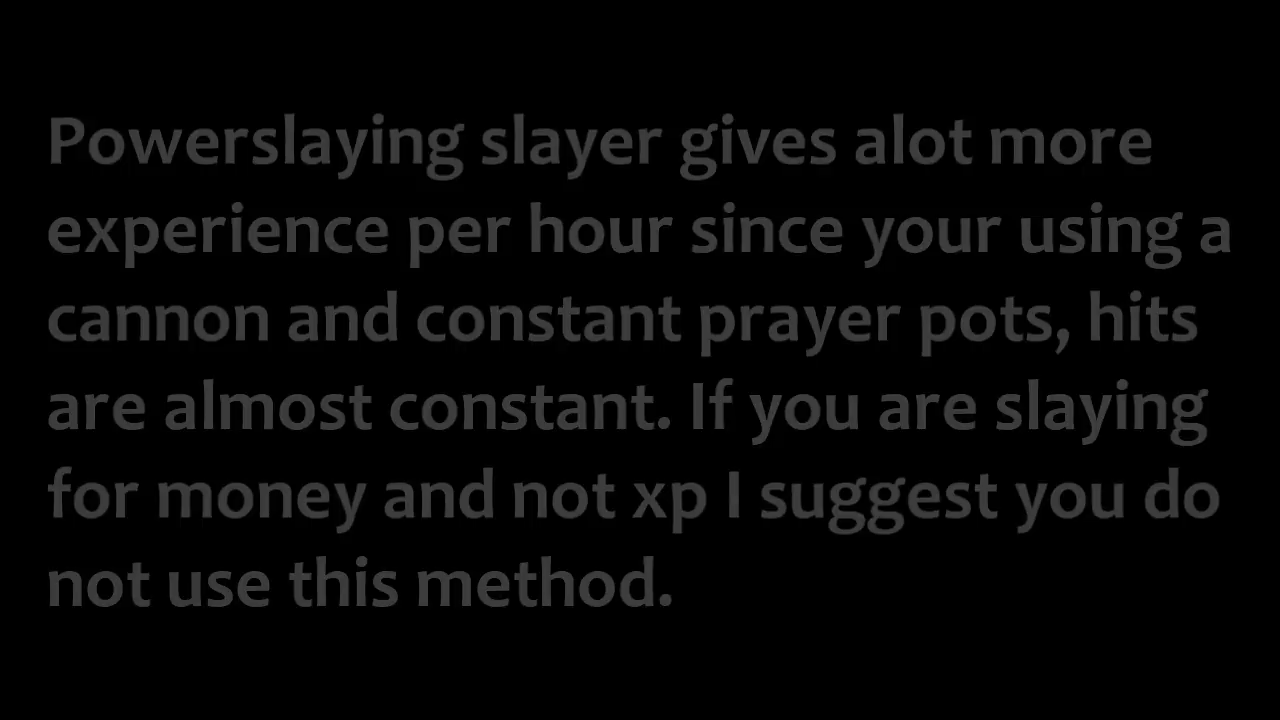 Powerslaying slayer gives alot more
experience per hour since your using a
cannon and constant prayer pots, hits
are almost constant. If you are slaying
for money and not xp I suggest you do
not use this method.